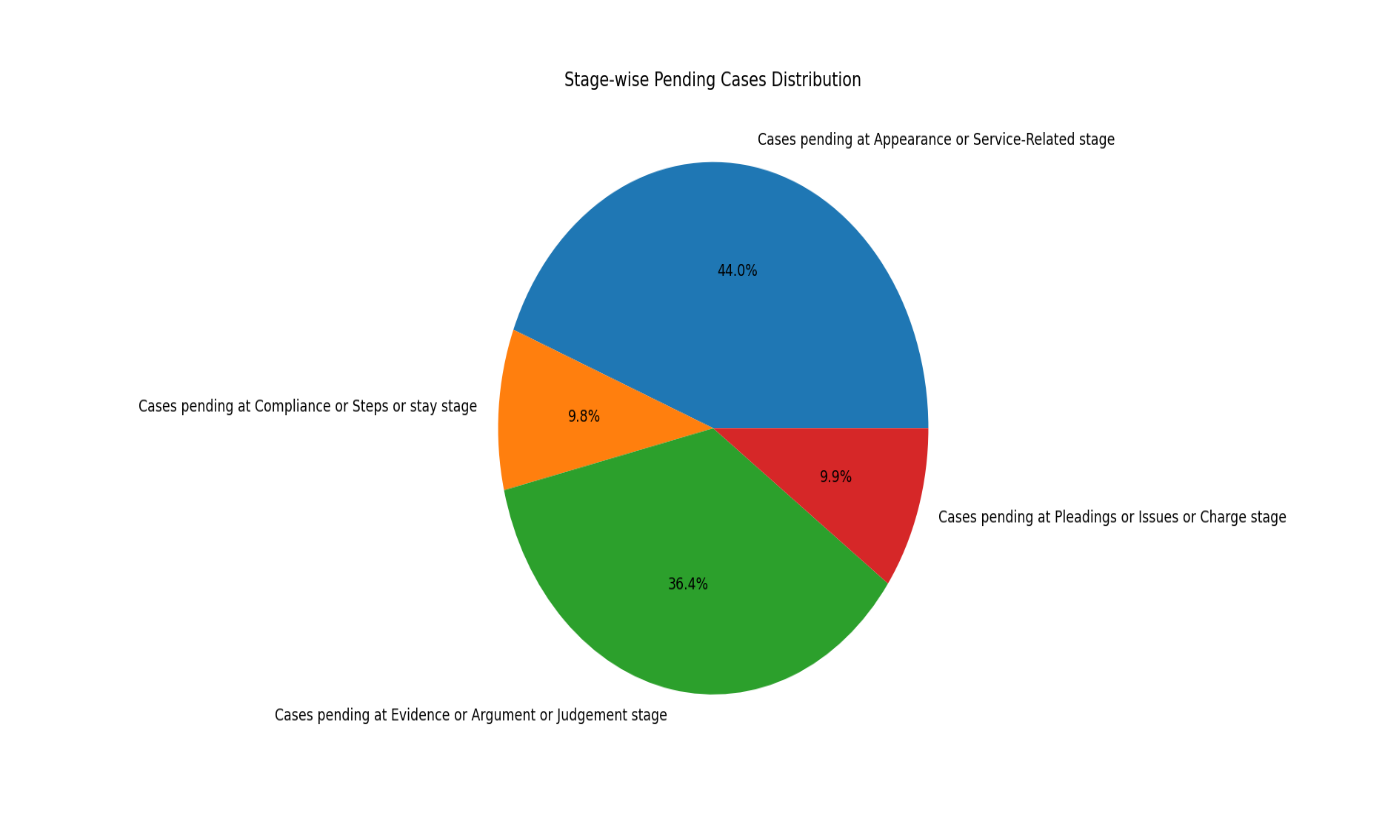 Stage-wise Pending Cases Distribution
Cases pending at Appearance or Service-Related stage
44.0%
Cases pending at Compliance or Steps or stay stage
9.8%
9.9%
Cases pending at Pleadings or Issues or Charge stage
36.4%
Cases pending at Evidence or Argument or Judgement stage